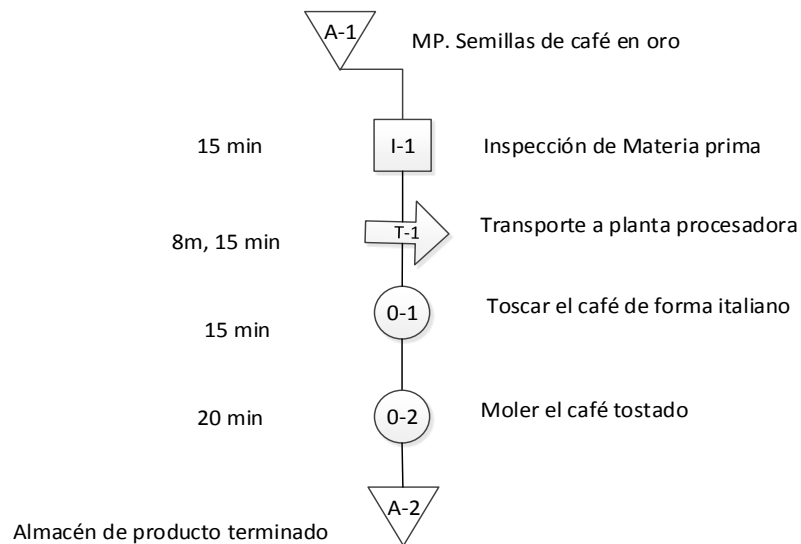 A-1
MP. Semillas de café en oro
15 min
I-1
Inspección de Materia prima
8m, 15 min
T-1
Transporte a planta procesadora
15 min
0-1
Toscar el café de forma italiano
20 min
0-2
Moler el café tostado
A-2
Almacén de producto terminado